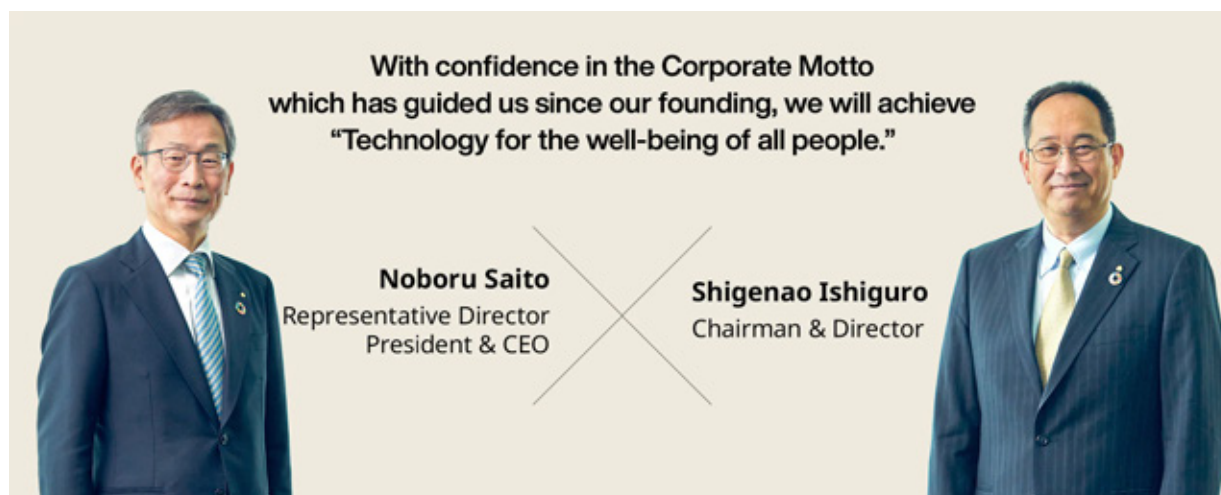 With confidence in the Corporate Motto
which has guided us since our founding, we will achieve
“Technology for the well-being of all people.”
Noboru Saito
Representative Director
President & CEO
Shigenao Ishiguro
Chairman & Director